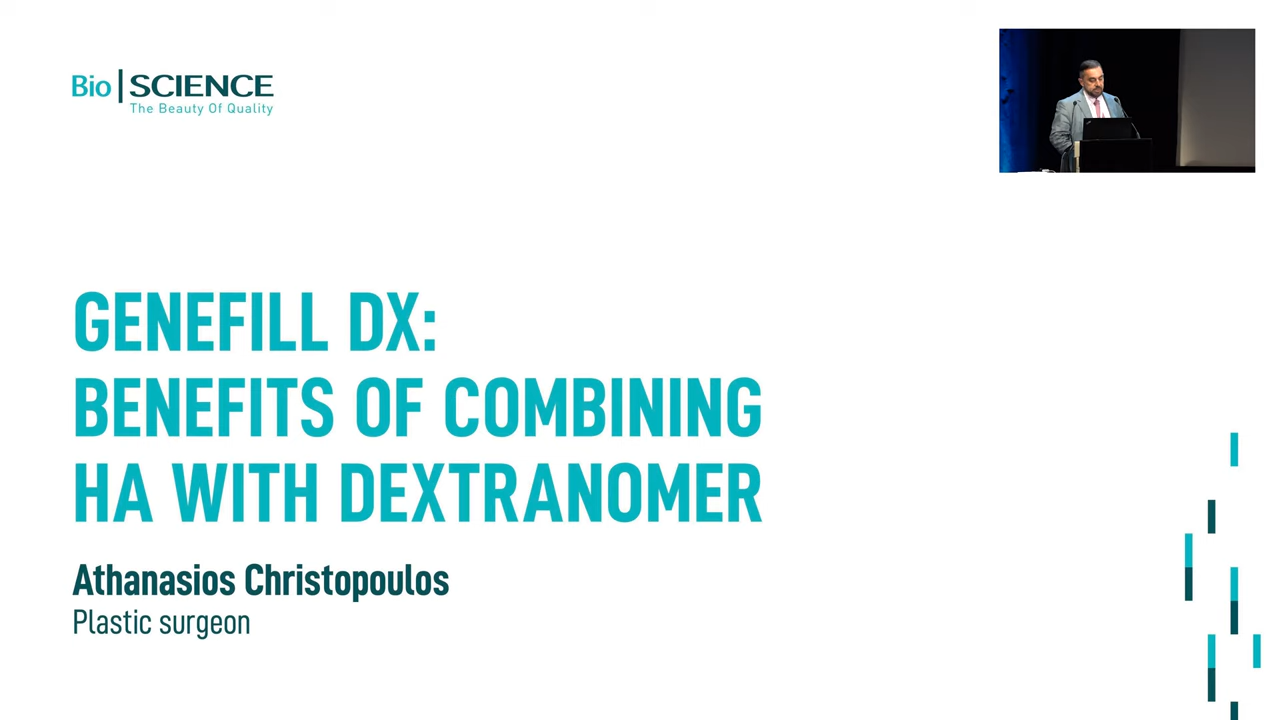 Bio|SCIENCE
The Beauty Of Quality
GENEFILL DX:
BENEFITS OF COMBINING
HA WITH DEXTRANOMER
Athanasios Christopoulos
Plastic surgeon